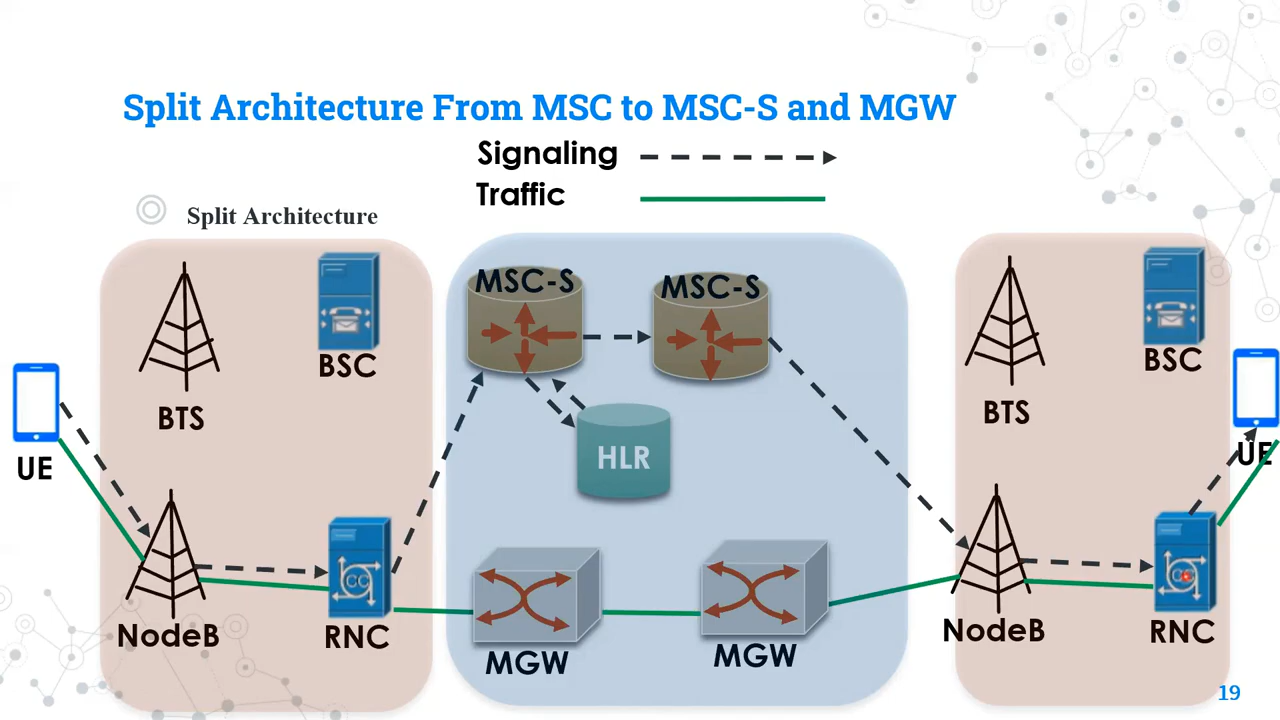 Split Architecture From MSC to MSC-S and MGW
Signaling
Traffic
Split Architecture
MSC-S
MSC-S
BSC
BSC
BTS
BTS
HLR
UE
UE
NodeB
RNC
MGW
MGW
NodeB
RNC
19